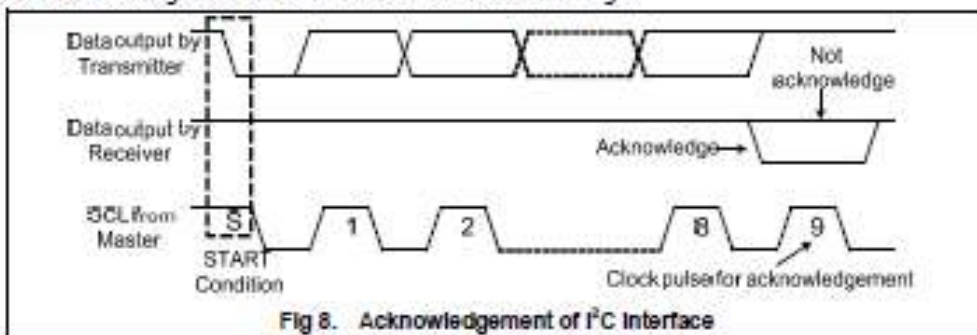 Data output by
Transmitter
Not
acknowledge
Data output by
Receiver
Acknowledge
SCL from
Master
S
1
2
8
9
START
Condition
Clock pulse for acknowledgement
Fig 8. Acknowledgement of I²C Interface